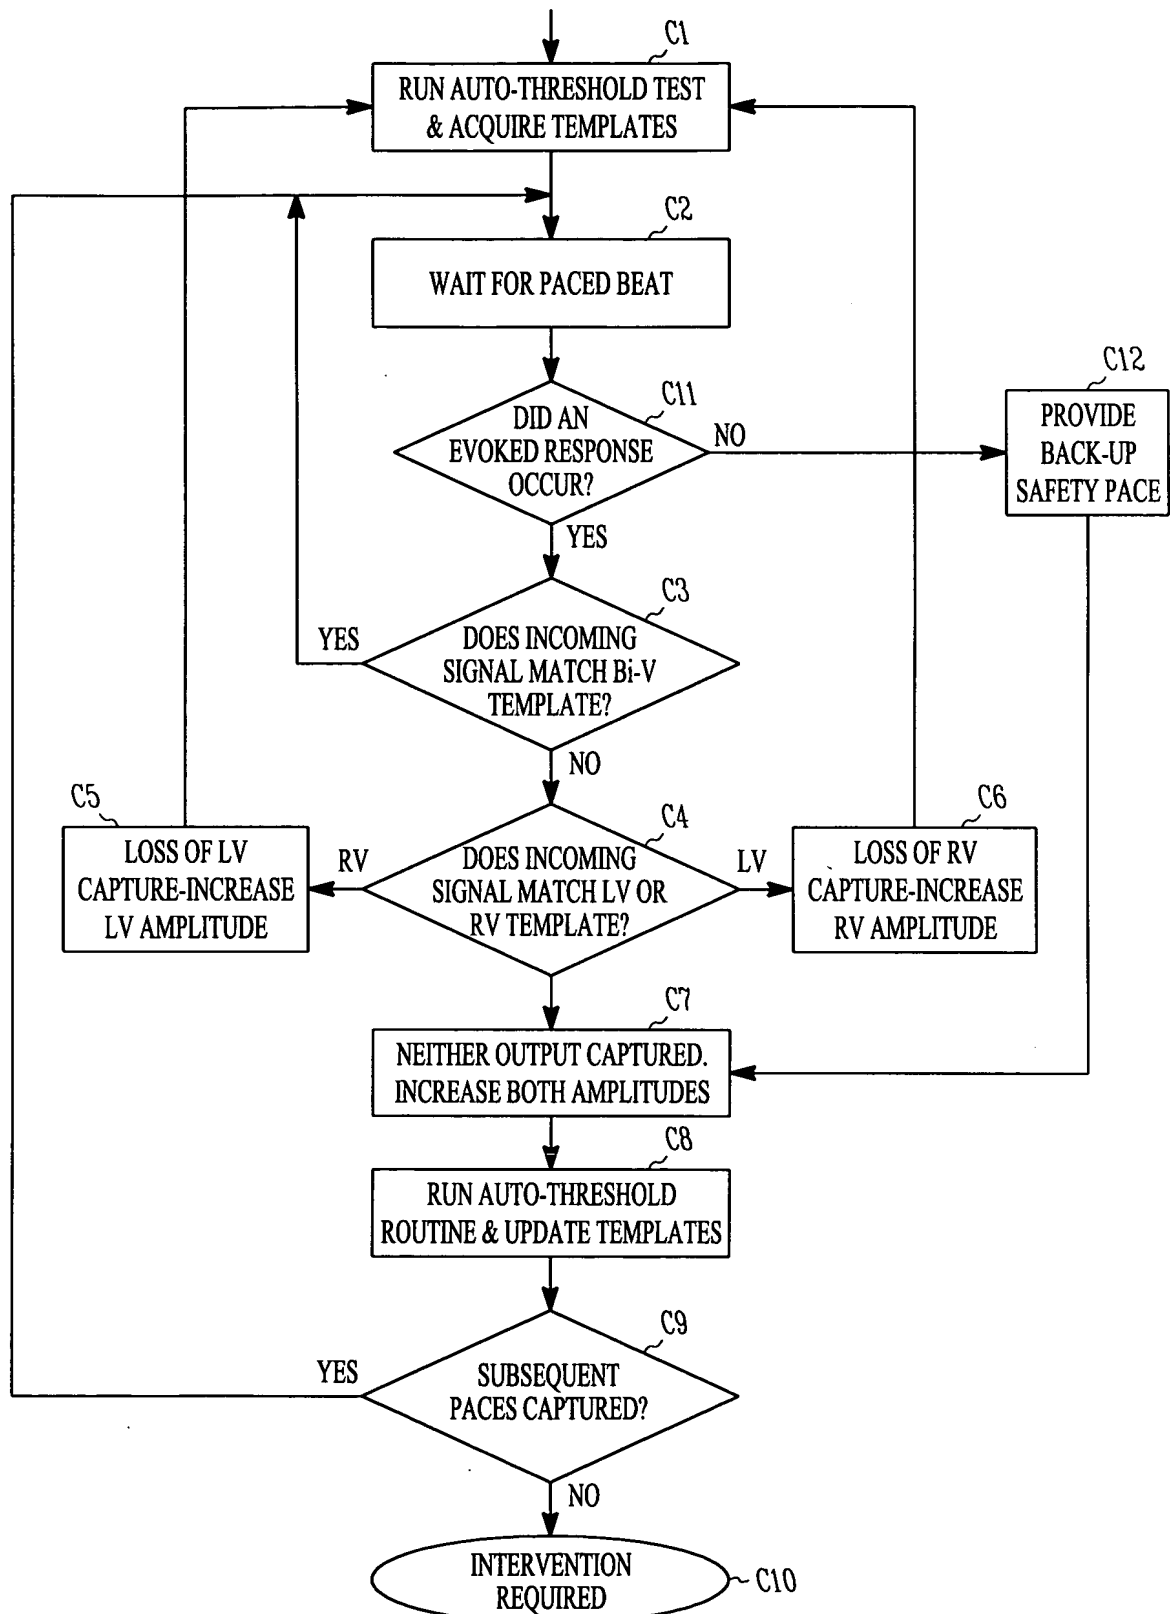 C1
RUN AUTO-THRESHOLD TEST
& ACQUIRE TEMPLATES
C2
WAIT FOR PACED BEAT
C11
DID AN
EVOKED RESPONSE
OCCUR?
NO
YES
C12
PROVIDE
BACK-UP
SAFETY PACE
C3
DOES INCOMING
SIGNAL MATCH Bi-V
TEMPLATE?
YES
NO
C5
LOSS OF LV
CAPTURE-INCREASE
LV AMPLITUDE
RV
C4
DOES INCOMING
SIGNAL MATCH LV OR
RV TEMPLATE?
LV
C6
LOSS OF RV
CAPTURE-INCREASE
RV AMPLITUDE
C7
NEITHER OUTPUT CAPTURED.
INCREASE BOTH AMPLITUDES
C8
RUN AUTO-THRESHOLD
ROUTINE & UPDATE TEMPLATES
C9
YES
SUBSEQUENT
PACES CAPTURED?
NO
INTERVENTION
REQUIRED
C10